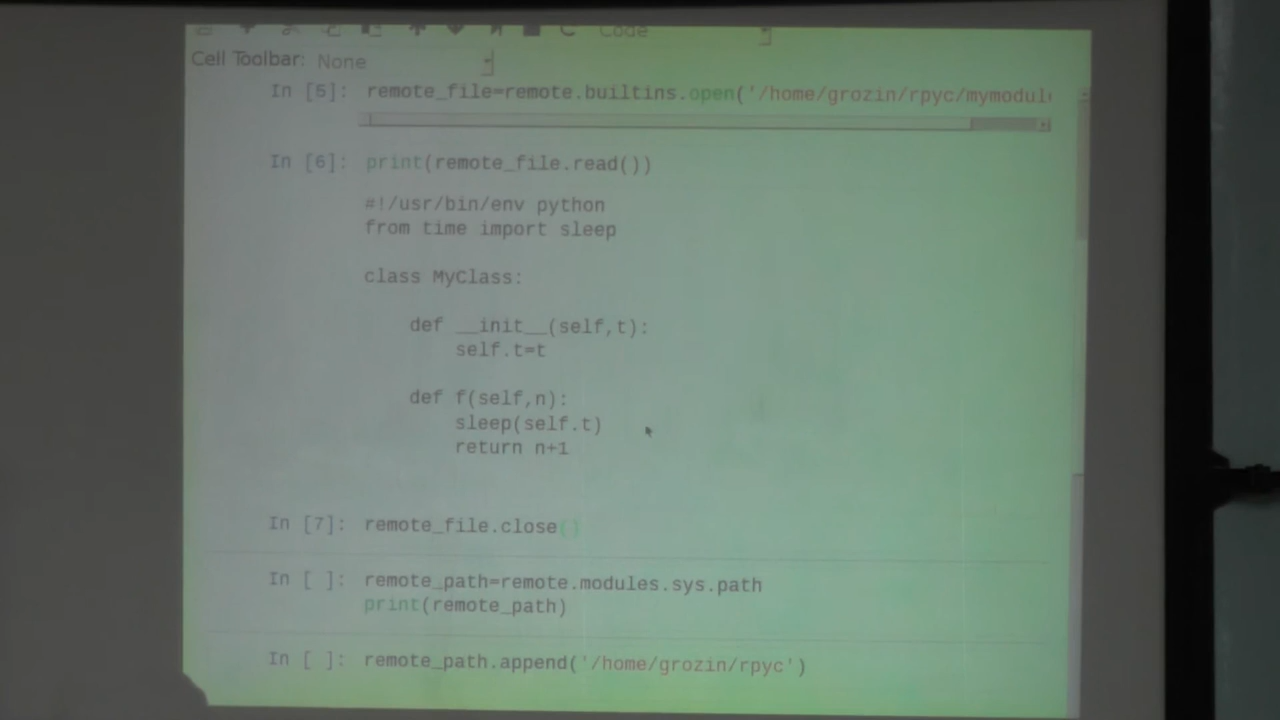 Code
Cell Toolbar: None
In [5]: remote_file=remote.builtins.open('/home/grozin/rpyc/mymodul
In [6]: print(remote_file.read())
#!/usr/bin/env python
from time import sleep
class MyClass:
def __init__(self,t):
self.t=t
def f(self,n):
sleep(self.t)
return n+1
In [7]: remote_file.close()
In [ ]: remote_path=remote.modules.sys.path
print(remote_path)
In [ ]: remote_path.append('/home/grozin/rpyc')